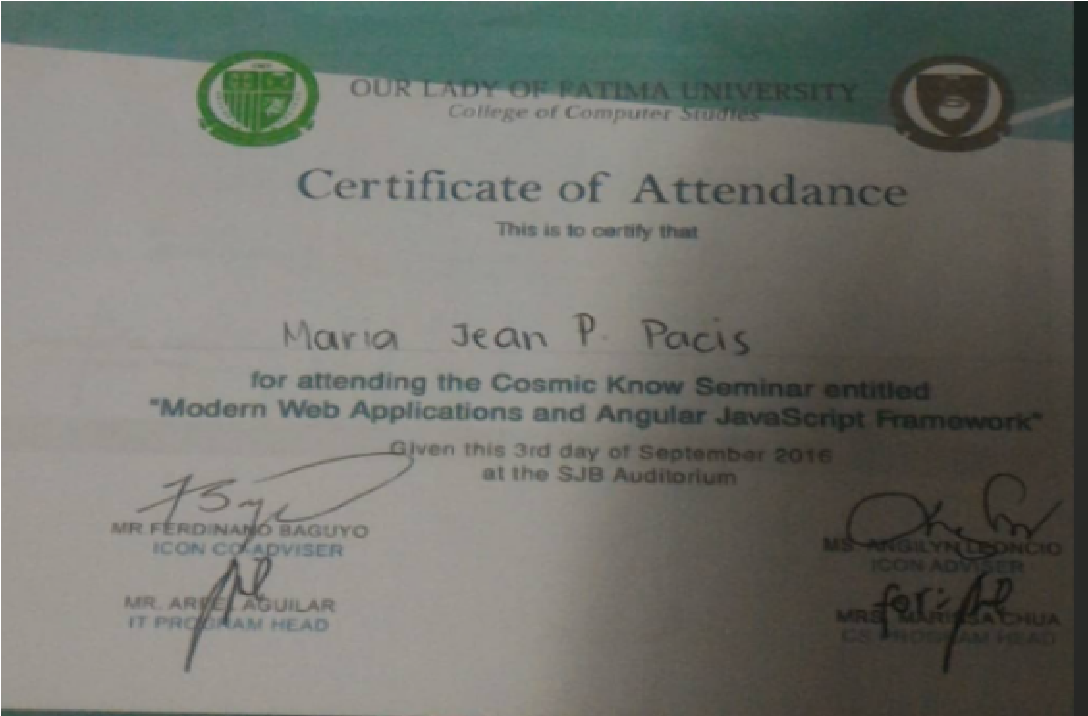 OUR LADY OF FATIMA UNIVERSITY
College of Computer Studies
Certificate of Attendance
This is to certify that
Maria Jean P. Pacis
for attending the Cosmic Know Seminar entitled
"Modern Web Applications and Angular JavaScript Framework"
Given this 3rd day of September 2016
at the SJB Auditorium
MR FERDINAND BAGUYO
ICON CO-ADVISER
MS. ANGILYN LEONCIO
ICON ADVISER
MR. AGUILAR
IT PROGRAM HEAD
for:
MRS. MARISSA CHUA
CS PROGRAM HEAD